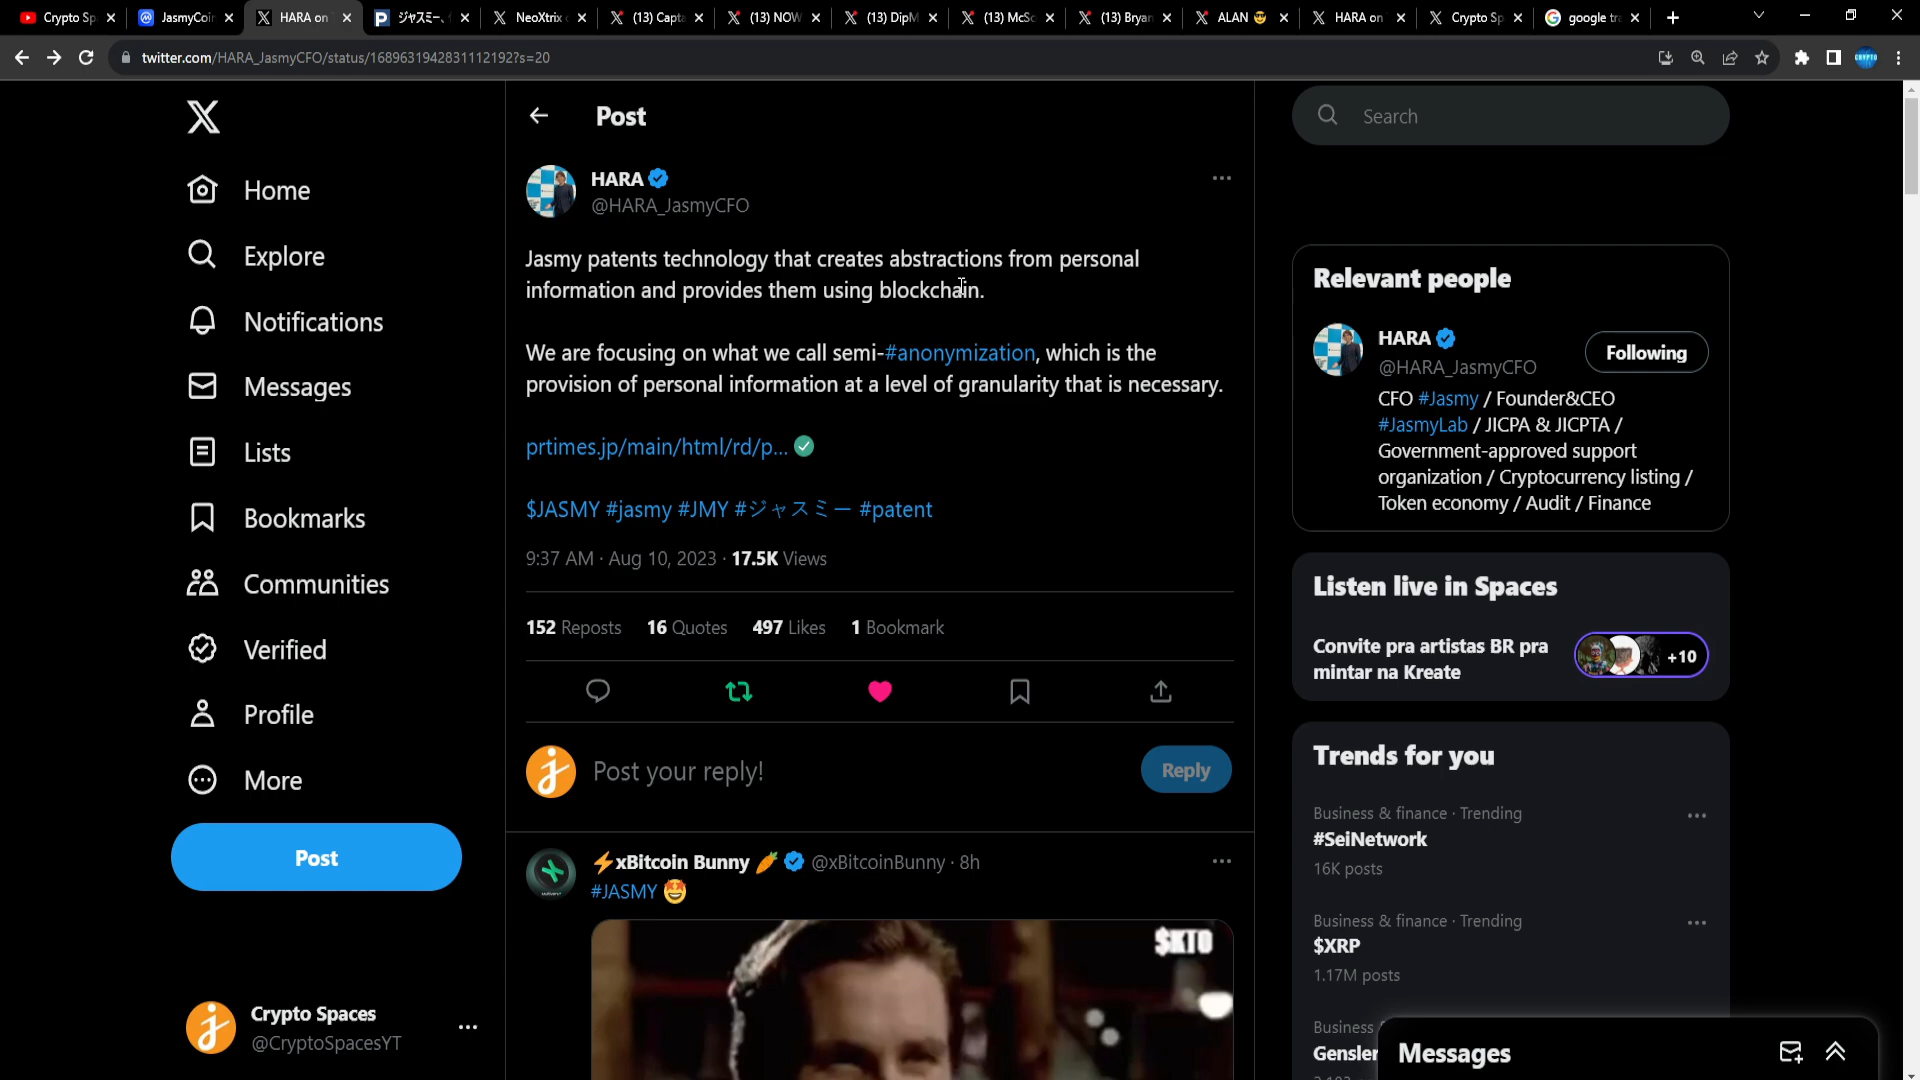 Crypto Sp
JasmyCoi
HARA on
ジャスミー、
NeoXtrix
(13) Capta
(13) NOW
(13) DipM
(13) McSc
(13) Bryan
ALAN 😎
HARA on
Crypto Sp
google tr
twitter.com/HARA_JasmyCFO/status/1689631942831112192?s=20
X
Home
Explore
Notifications
Messages
Lists
Bookmarks
Communities
Verified
Profile
More
Post
Crypto Spaces
@CryptoSpacesYT
Post
HARA
@HARA_JasmyCFO
Jasmy patents technology that creates abstractions from personal
information and provides them using blockchain.
We are focusing on what we call semi-#anonymization, which is the
provision of personal information at a level of granularity that is necessary.
prtimes.jp/main/html/rd/p... ✅
$JASMY #jasmy #JMY #ジャスミー #patent
9:37 AM · Aug 10, 2023 · 17.5K Views
152 Reposts 16 Quotes 497 Likes 1 Bookmark
Post your reply!
Reply
⚡xBitcoin Bunny 🥕 @xBitcoinBunny · 8h
#JASMY 🤩
$KTO
Search
Relevant people
HARA
@HARA_JasmyCFO
Following
CFO #Jasmy / Founder&CEO
#JasmyLab / JICPA & JICPTA /
Government-approved support
organization / Cryptocurrency listing /
Token economy / Audit / Finance
Listen live in Spaces
Convite pra artistas BR pra
mintar na Kreate
+10
Trends for you
Business & finance · Trending
#SeiNetwork
16K posts
Business & finance · Trending
$XRP
1.17M posts
Business
Gensler
Messages